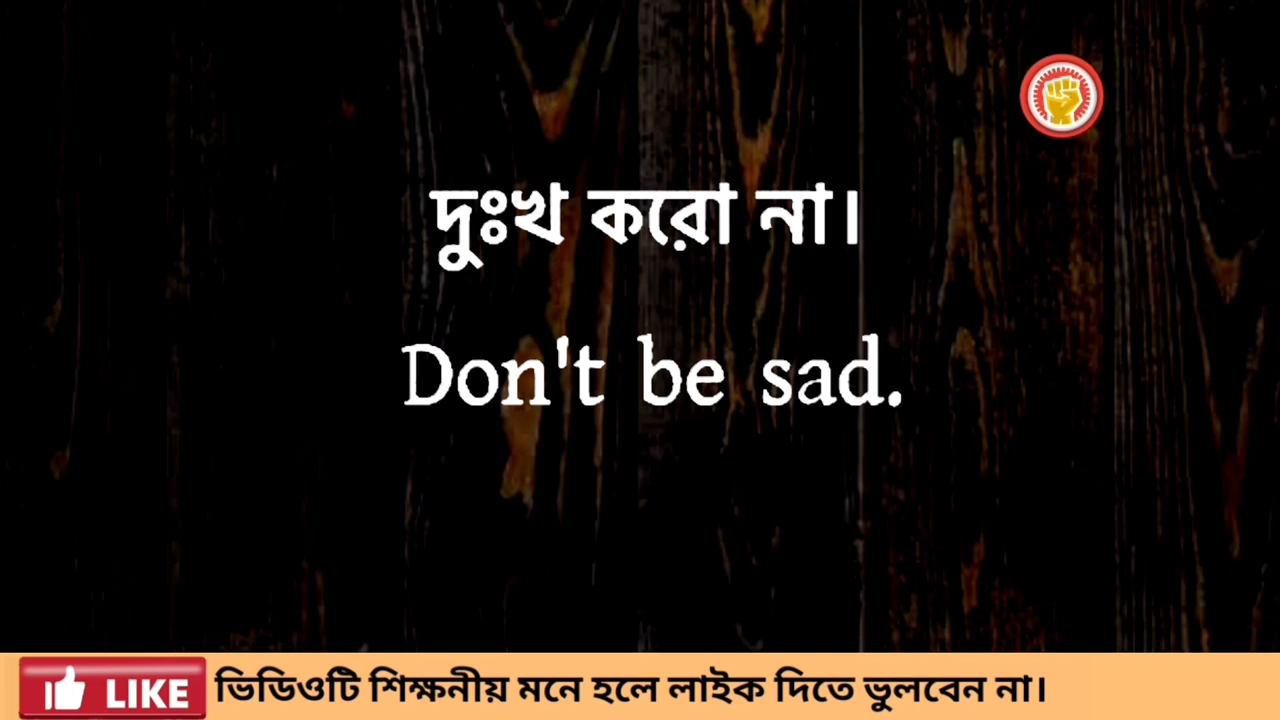 দুঃখ করো না।
Don't be sad.
LIKE ভিডিওটি শিক্ষনীয় মনে হলে লাইক দিতে ভুলবেন না।